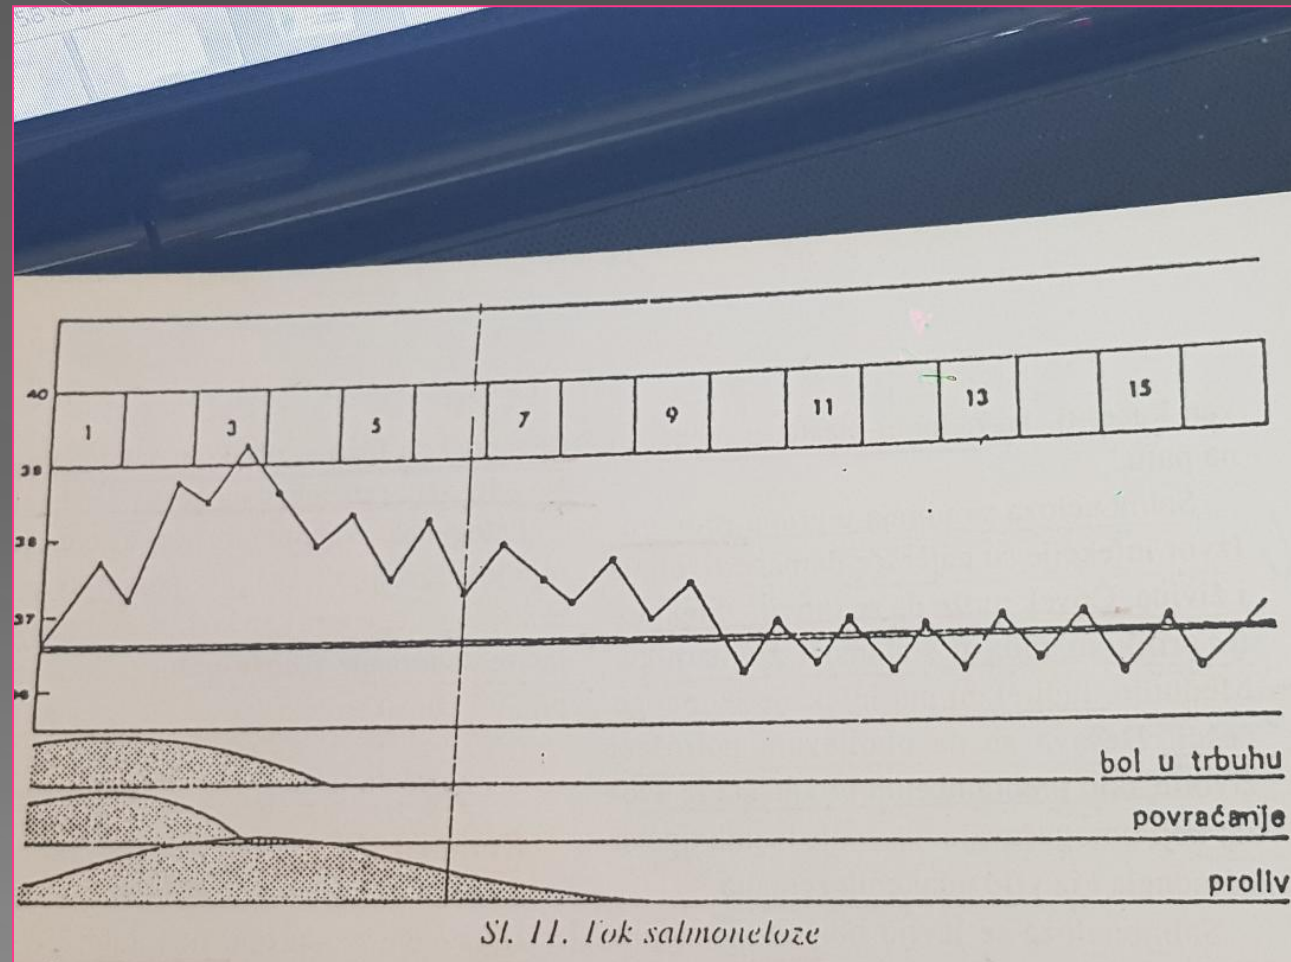 40
1 3 5 7 9 11 13 15
39
38
37
bol u trbuhu
povraćanje
proliv
Sl. 11. Tok salmoneloze